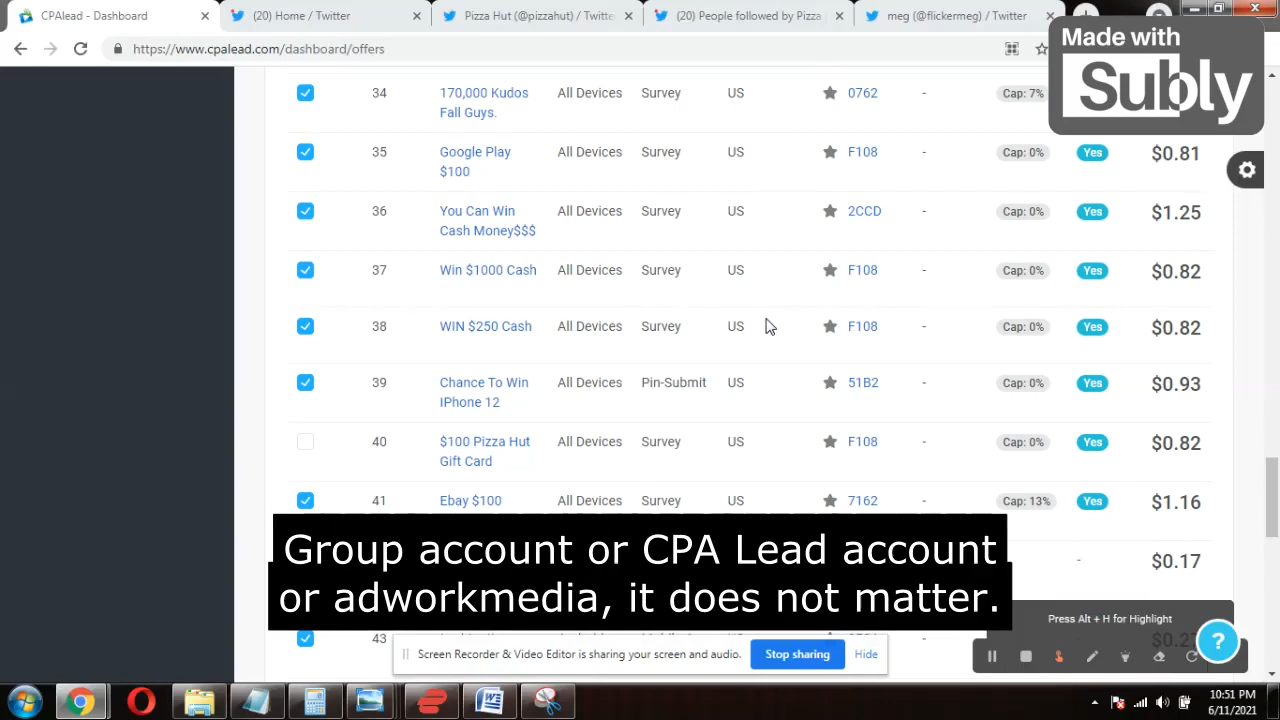 CPAlead - Dashboard
(20) Home / Twitter
Pizza Hut (@pizzahut) / Twitte
(20) People followed by Pizza
meg (@flickermeg) / Twitter
https://www.cpalead.com/dashboard/offers
Made with
Subly
34 170,000 Kudos All Devices Survey US 0762 - Cap: 7%
Fall Guys.
35 Google Play All Devices Survey US F108 - Cap: 0% Yes $0.81
$100
36 You Can Win All Devices Survey US 2CCD - Cap: 0% Yes $1.25
Cash Money$$$
37 Win $1000 Cash All Devices Survey US F108 - Cap: 0% Yes $0.82
38 WIN $250 Cash All Devices Survey US F108 - Cap: 0% Yes $0.82
39 Chance To Win All Devices Pin-Submit US 51B2 - Cap: 0% Yes $0.93
IPhone 12
40 $100 Pizza Hut All Devices Survey US F108 - Cap: 0% Yes $0.82
Gift Card
41 Ebay $100 All Devices Survey US 7162 - Cap: 13% Yes $1.16
Group account or CPA Lead account
or adworkmedia, it does not matter.
- $0.17
Press Alt + H for Highlight
43
?
Screen Recorder & Video Editor is sharing your screen and audio.
Stop sharing
Hide
10:51 PM
6/11/2021